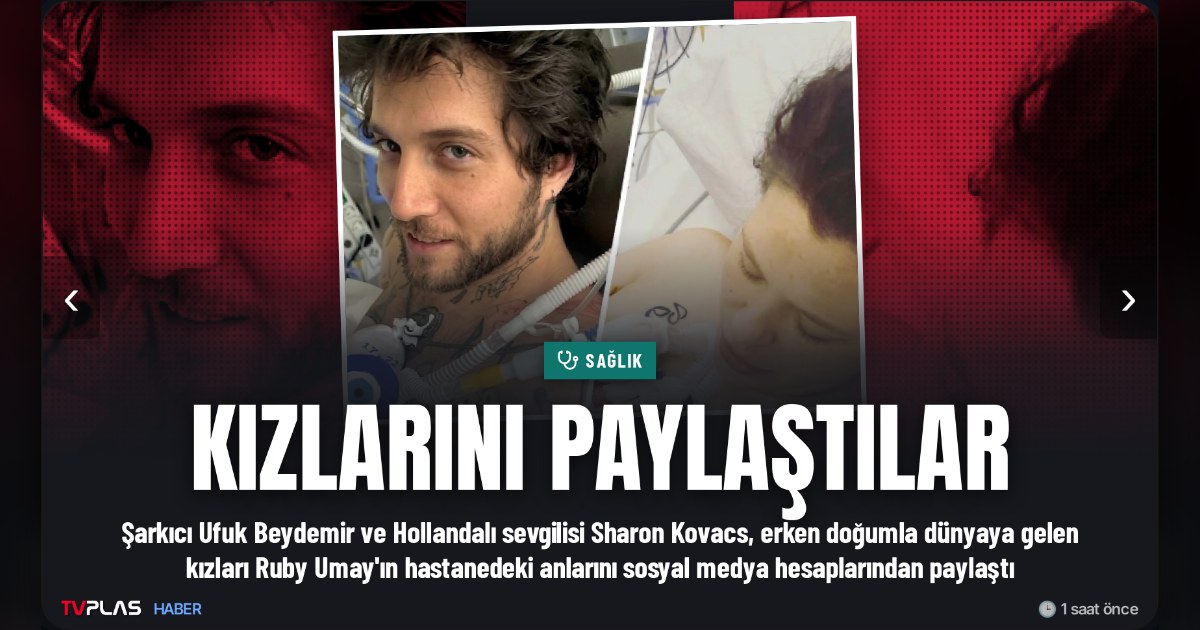 SAĞLIK
KIZLARINI PAYLAŞTILAR
Şarkıcı Ufuk Beydemir ve Hollandalı sevgilisi Sharon Kovacs, erken doğumla dünyaya gelen
kızları Ruby Umay'ın hastanedeki anlarını sosyal medya hesaplarından paylaştı
TVPLAS HABER
1 saat önce